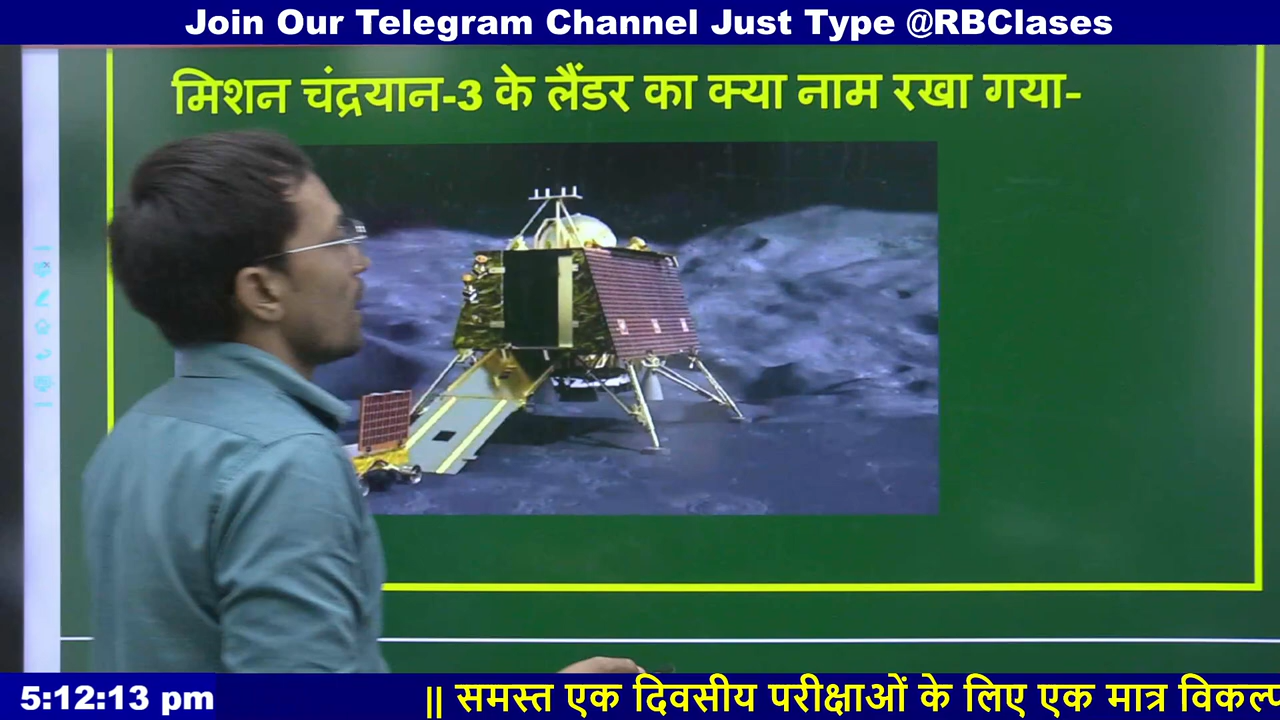 Join Our Telegram Channel Just Type @RBClases
मिशन चंद्रयान-3 के लैंडर का क्या नाम रखा गया-
5:12:13 pm
|| समस्त एक दिवसीय परीक्षाओं के लिए एक मात्र विकल्प